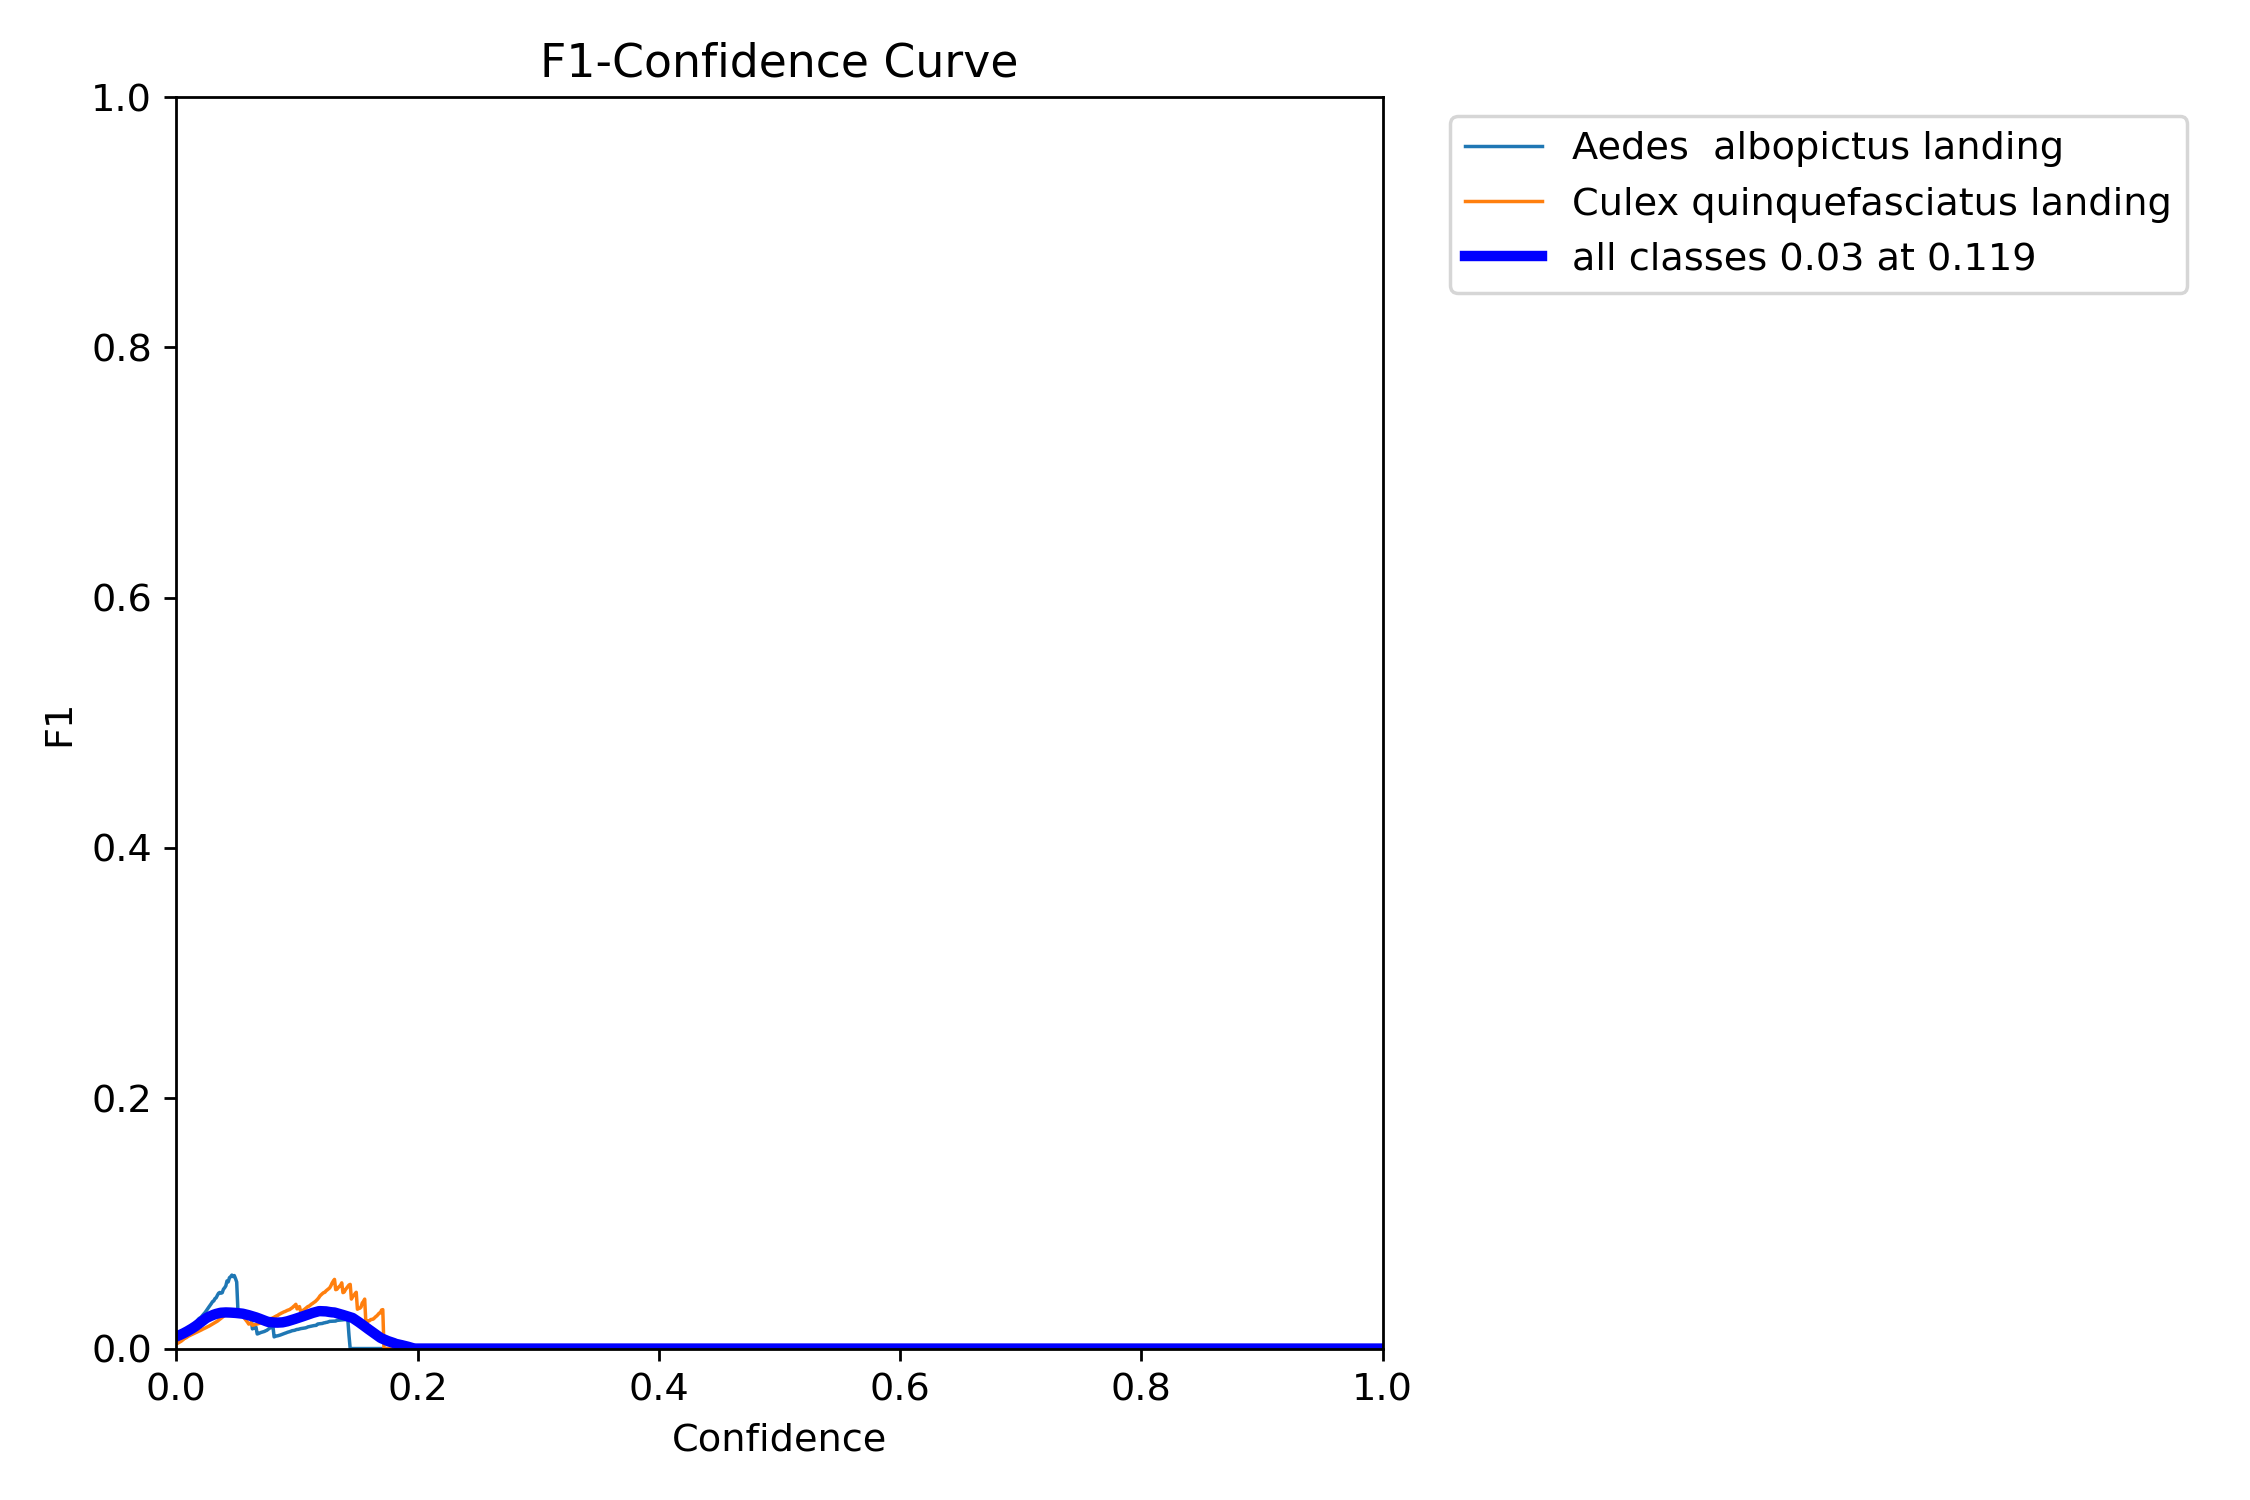 F1-Confidence Curve
1.0
0.8
0.6
0.4
0.2
0.0
F1
0.0 0.2 0.4 0.6 0.8 1.0
Confidence
Aedes  albopictus landing
Culex quinquefasciatus landing
all classes 0.03 at 0.119